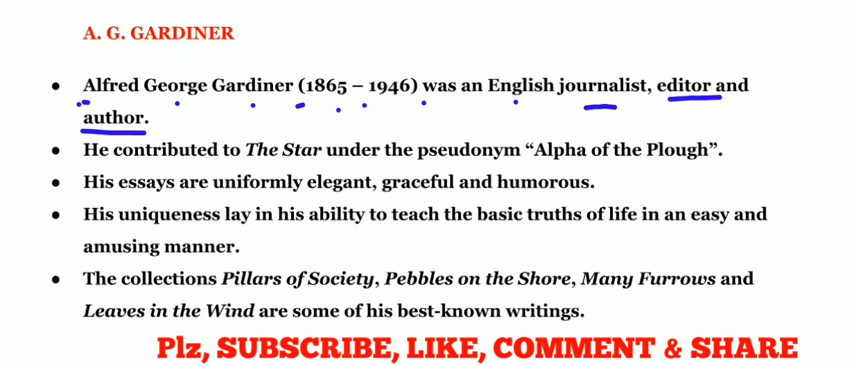 A. G. GARDINER
• Alfred George Gardiner (1865 – 1946) was an English journalist, editor and
author.
• He contributed to The Star under the pseudonym “Alpha of the Plough”.
• His essays are uniformly elegant, graceful and humorous.
• His uniqueness lay in his ability to teach the basic truths of life in an easy and
amusing manner.
• The collections Pillars of Society, Pebbles on the Shore, Many Furrows and
Leaves in the Wind are some of his best-known writings.
Plz, SUBSCRIBE, LIKE, COMMENT & SHARE